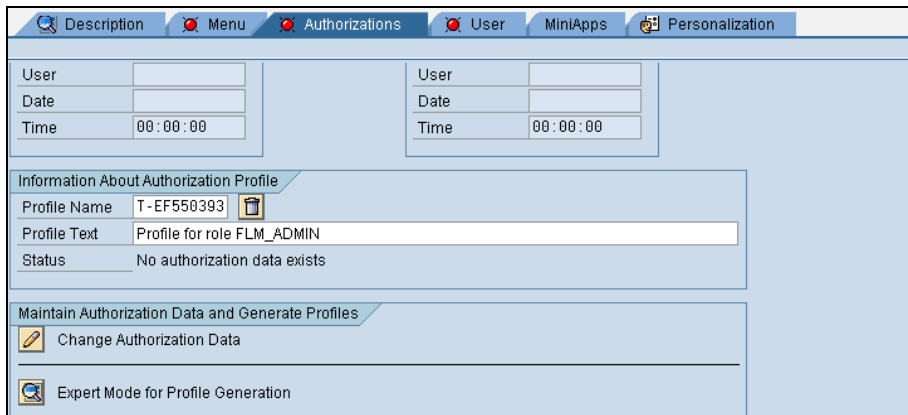 Description Menu Authorizations User MiniApps Personalization
User User
Date Date
Time 00:00:00 Time 00:00:00
Information About Authorization Profile
Profile Name T-EF550393
Profile Text Profile for role FLM_ADMIN
Status No authorization data exists
Maintain Authorization Data and Generate Profiles
Change Authorization Data
Expert Mode for Profile Generation